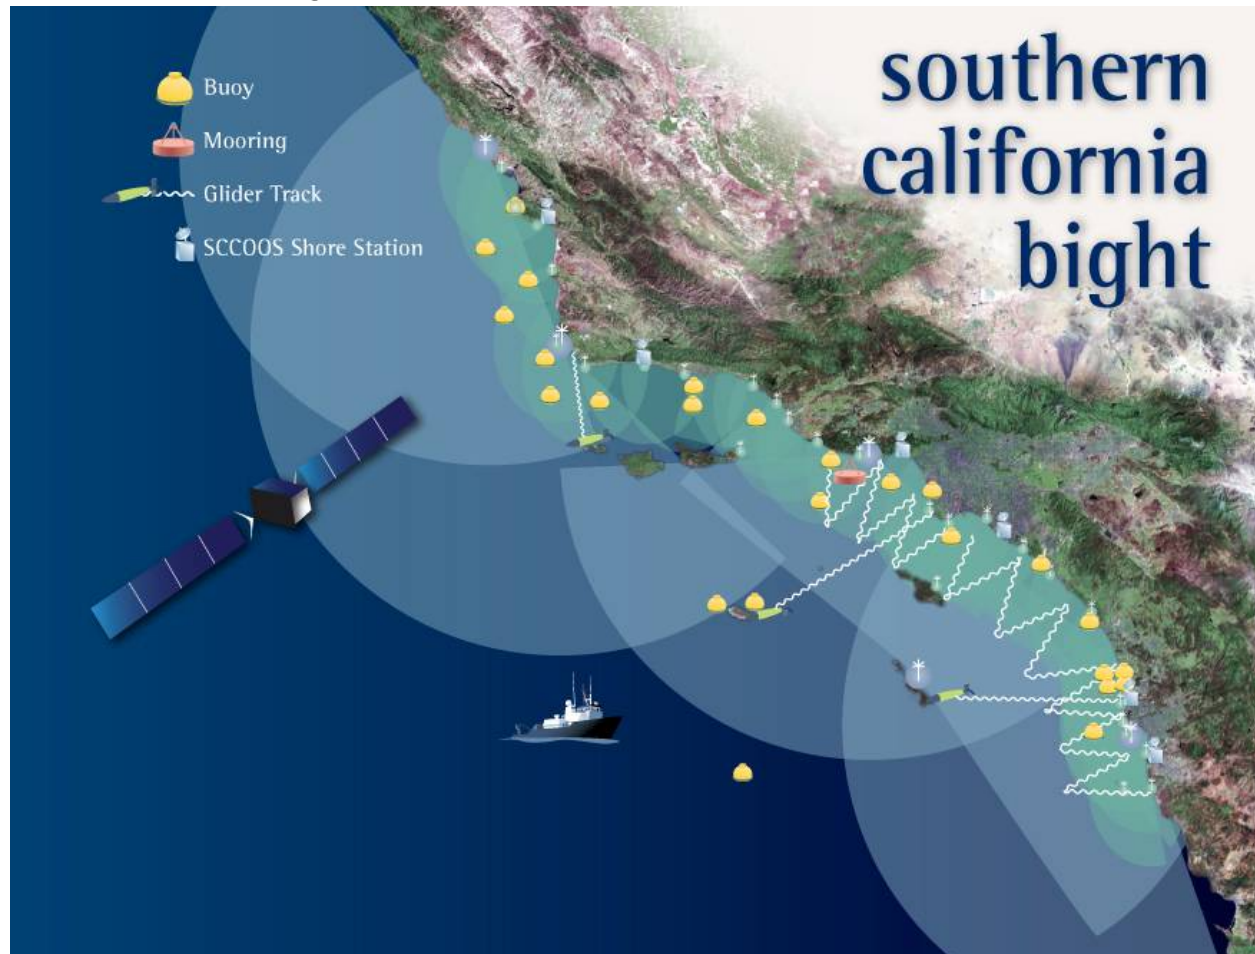 southern
california
bight
Buoy
Mooring
Glider Track
SCCOOS Shore Station